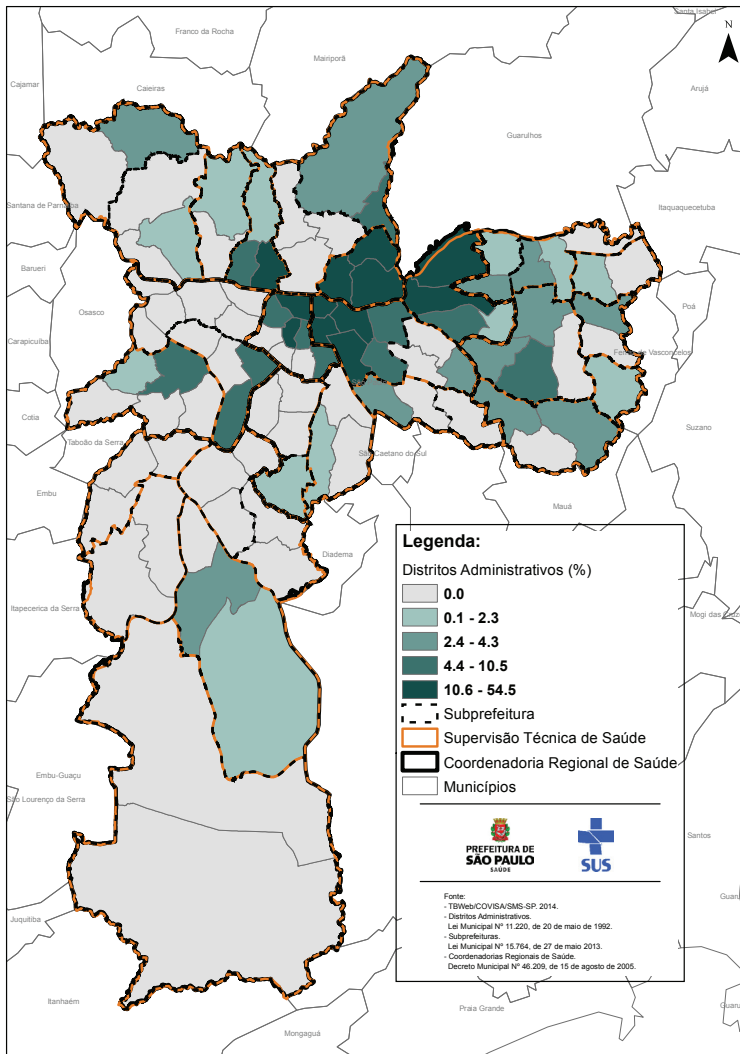 Santa Isabel
Franco da Rocha
N
Mairiporã
Cajamar
Caieiras
Arujá
Guarulhos
Santana de Parnaíba
Itaquaquecetuba
Barueri
Osasco
Poá
Carapicuíba
Ferraz de Vasconcelos
Cotia
Suzano
Taboão da Serra
São Caetano do Sul
Embu
Mauá
Diadema
Itapecerica da Serra
Mogi das Cruze
Embu-Guaçu
São Lourenço da Serra
Santos
Juquitiba
Guaru
Itanhaém
Praia Grande
Guaru
Mongaguá
Legenda:
Distritos Administrativos (%)
0.0
0.1 - 2.3
2.4 - 4.3
4.4 - 10.5
10.6 - 54.5
Subprefeitura
Supervisão Técnica de Saúde
Coordenadoria Regional de Saúde
Municípios
PREFEITURA DE
SÃO PAULO
SAÚDE
SUS
Fonte:
- TBWeb/COVISA/SMS-SP. 2014.
- Distritos Administrativos.
Lei Municipal Nº 11.220, de 20 de maio de 1992.
- Subprefeituras.
Lei Municipal Nº 15.764, de 27 de maio 2013.
- Coordenadorias Regionais de Saúde.
Decreto Municipal Nº 46.209, de 15 de agosto de 2005.